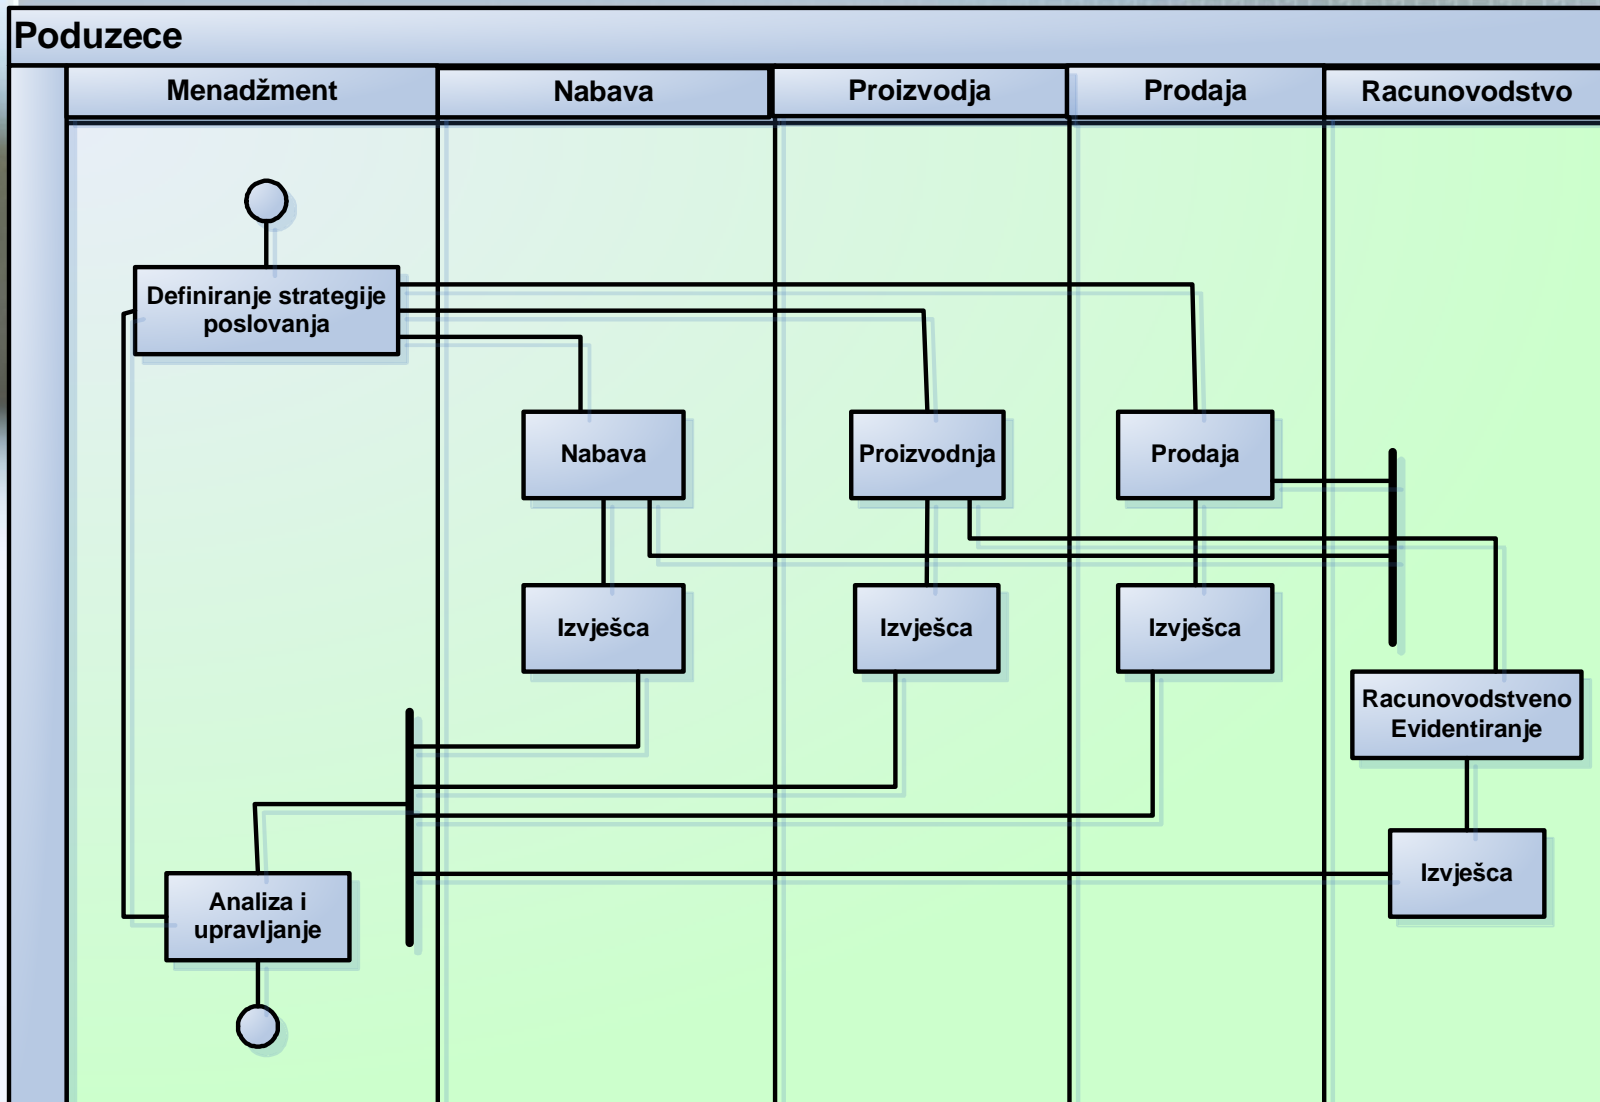 Poduzece
Menadžment
Nabava
Proizvodja
Prodaja
Racunovodstvo
Definiranje strategije
poslovanja
Nabava
Proizvodnja
Prodaja
Izvješca
Izvješca
Izvješca
Racunovodstveno
Evidentiranje
Izvješca
Analiza i
upravljanje